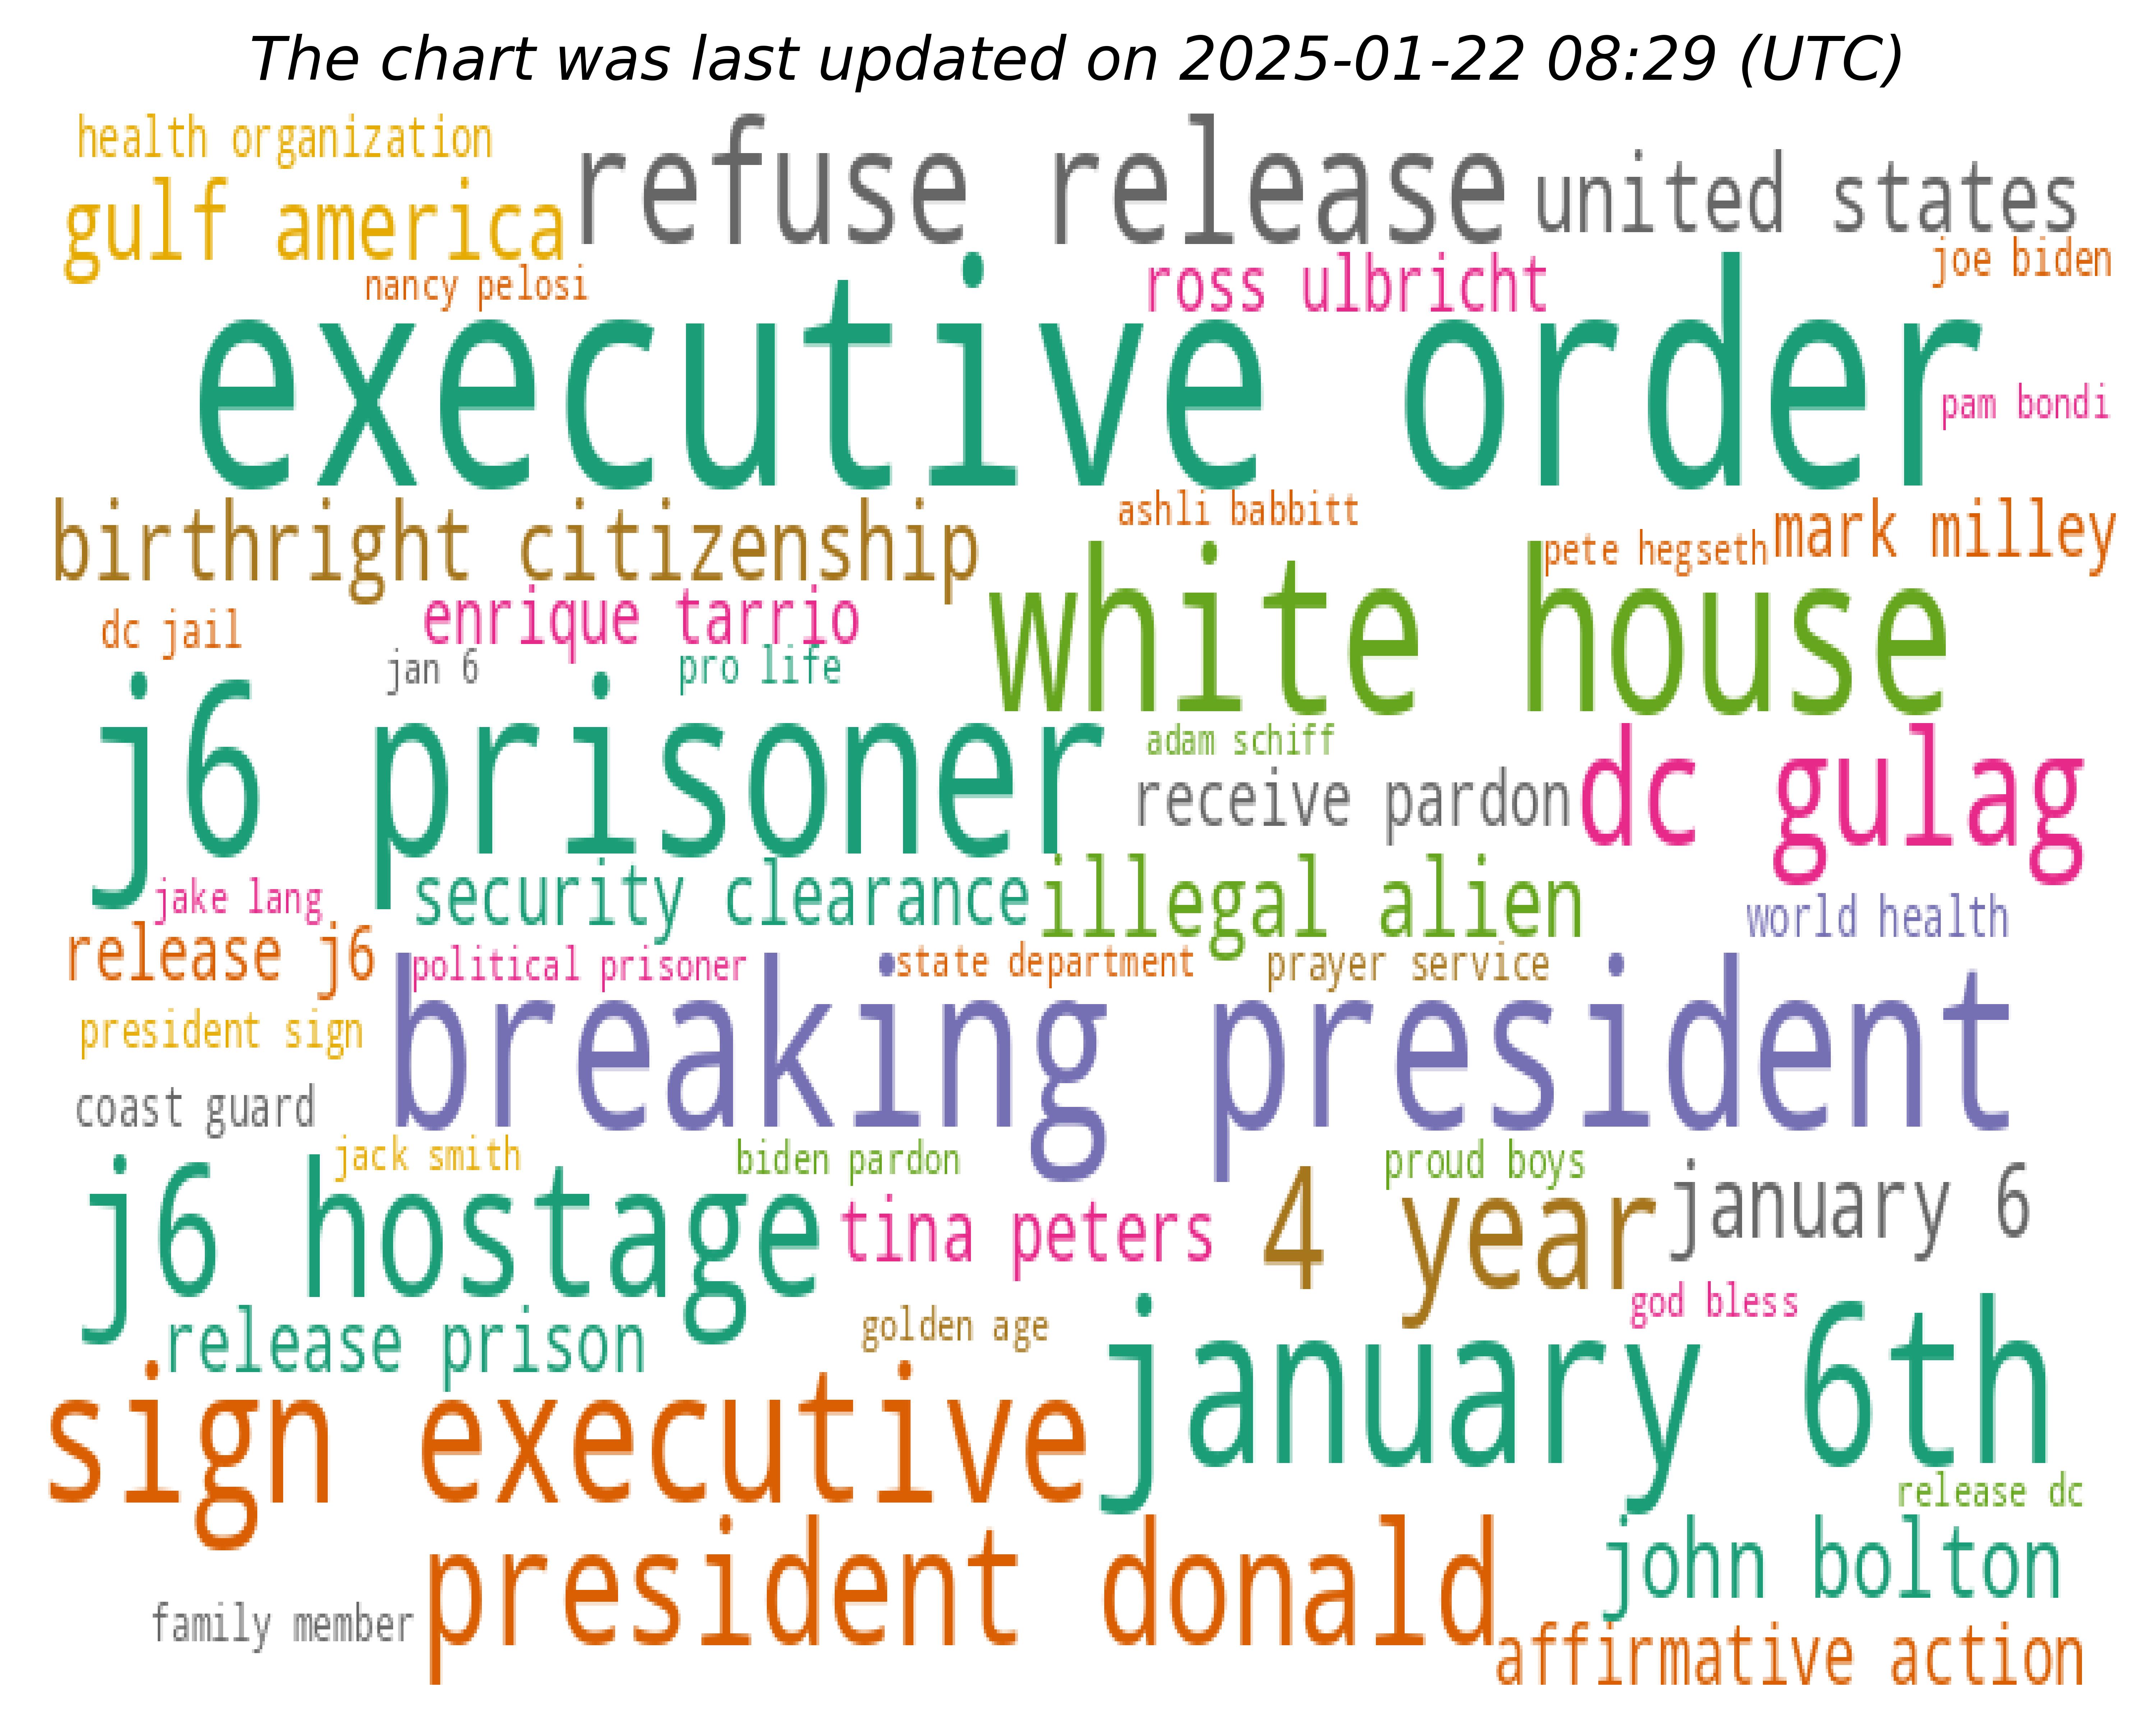 The chart was last updated on 2025-01-22 08:29 (UTC)
health organization
refuse release
united states
gulf america
joe biden
nancy pelosi
ross ulbricht
executive order
pam bondi
birthright citizenship
ashli babbitt
mark milley
pete hegseth
enrique tarrio
white house
dc jail
jan 6
pro life
j6 prisoner
adam schiff
receive pardon
dc gulag
jake lang
security clearance
illegal alien
world health
release j6
political prisoner
state department
prayer service
president sign
breaking president
coast guard
jack smith
biden pardon
proud boys
j6 hostage
tina peters
4 year
january 6
god bless
release prison
golden age
january 6th
sign executive
release dc
president donald
john bolton
family member
affirmative action